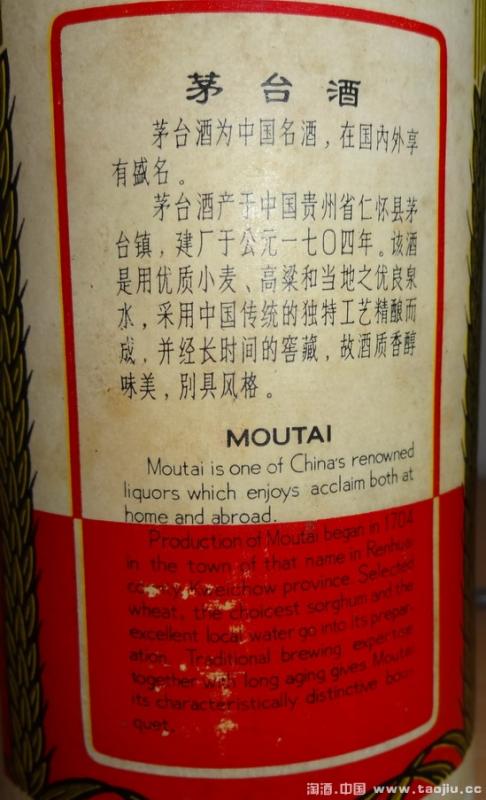 茅台酒
茅台酒为中国名酒，在国内外享
有盛名。
茅台酒产于中国贵州省仁怀县茅
台镇，建厂于公元一七〇四年。该酒
是用优质小麦、高粱和当地之优良泉
水，采用中国传统的独特工艺精酿而
成，并经长时间的窖藏，故酒质香醇
味美，别具风格。
MOUTAI
Moutai is one of China's renowned
liquors which enjoys acclaim both at
home and abroad.
Production of Moutai began in 1704
in the town of that name in Renhuai
county, Kweichow province. Selected
wheat, the choicest sorghum and the
excellent local water go into its prepar-
ation. Traditional brewing expertise
together with long aging gives Moutai
its characteristically distinctive bou-
quet.
淘酒.中国 www.taojiu.cc